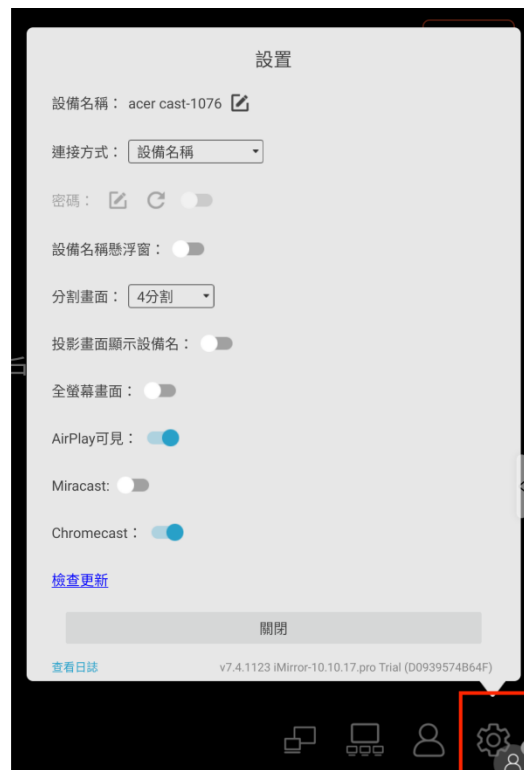 設置
設備名稱： acer cast-1076
連接方式： 設備名稱
密碼：
設備名稱懸浮窗：
分割畫面： 4分割
投影畫面顯示設備名：
全螢幕畫面：
AirPlay可見：
Miracast:
Chromecast：
檢查更新
關閉
查看日誌 v7.4.1123 iMirror-10.10.17.pro Trial (D0939574B64F)